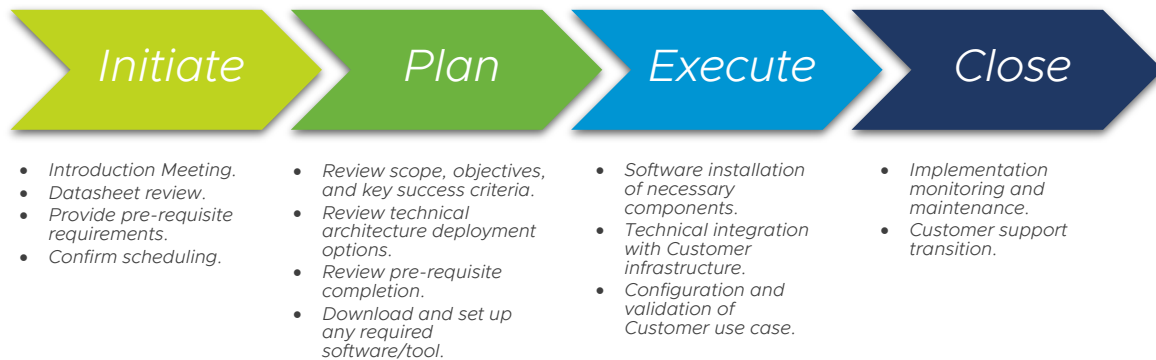 Initiate
Plan
Execute
Close
• Introduction Meeting.
• Datasheet review.
• Provide pre-requisite
requirements.
• Confirm scheduling.
• Review scope, objectives,
and key success criteria.
• Review technical
architecture deployment
options.
• Review pre-requisite
completion.
• Download and set up
any required
software/tool.
• Software installation
of necessary
components.
• Technical integration
with Customer
infrastructure.
• Configuration and
validation of
Customer use case.
• Implementation
monitoring and
maintenance.
• Customer support
transition.